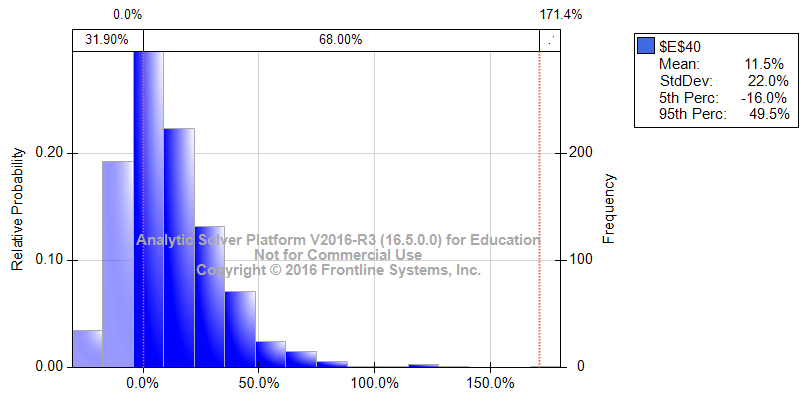 0.0% 171.4%
31.90% 68.00%
$E$40
Mean: 11.5%
StdDev: 22.0%
5th Perc: -16.0%
95th Perc: 49.5%
Relative Probability
0.20 200
0.10 100
0.00 0
Frequency
Analytic Solver Platform V2016-R3 (16.5.0.0) for Education
Not for Commercial Use
Copyright © 2016 Frontline Systems, Inc.
0.0% 50.0% 100.0% 150.0%